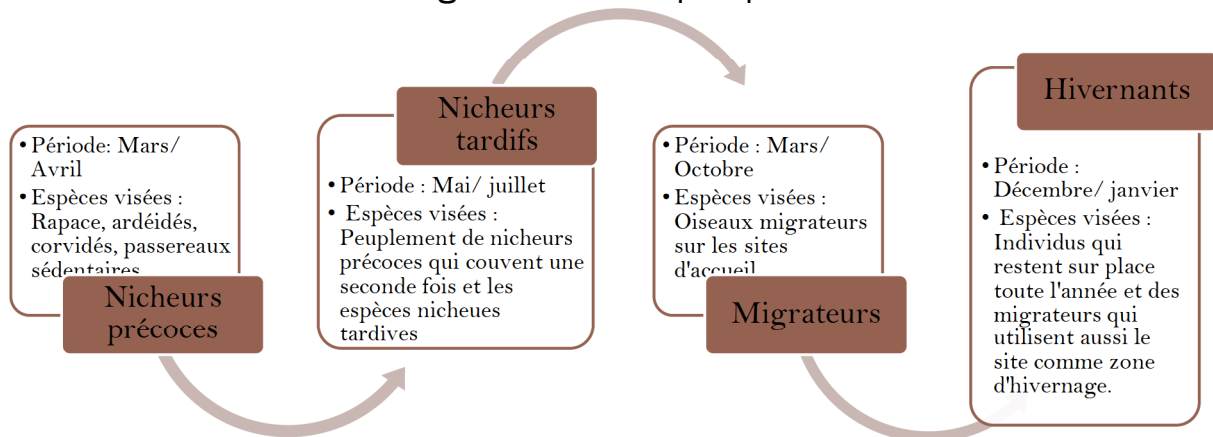 • Période: Mars/
Avril
• Espèces visées :
Rapace, ardéidés,
corvidés, passereaux
sédentaires
Nicheurs
précoces
Nicheurs
tardifs
• Période : Mai/ juillet
• Espèces visées :
Peuplement de nicheurs
précoces qui couvent une
seconde fois et les
espèces nicheues
tardives
• Période : Mars/
Octobre
• Espèces visées :
Oiseaux migrateurs
sur les sites
d'accueil
Migrateurs
Hivernants
• Période :
Décembre/ janvier
• Espèces visées :
Individus qui
restent sur place
toute l'année et des
migrateurs qui
utilisent aussi le
site comme zone
d'hivernage.